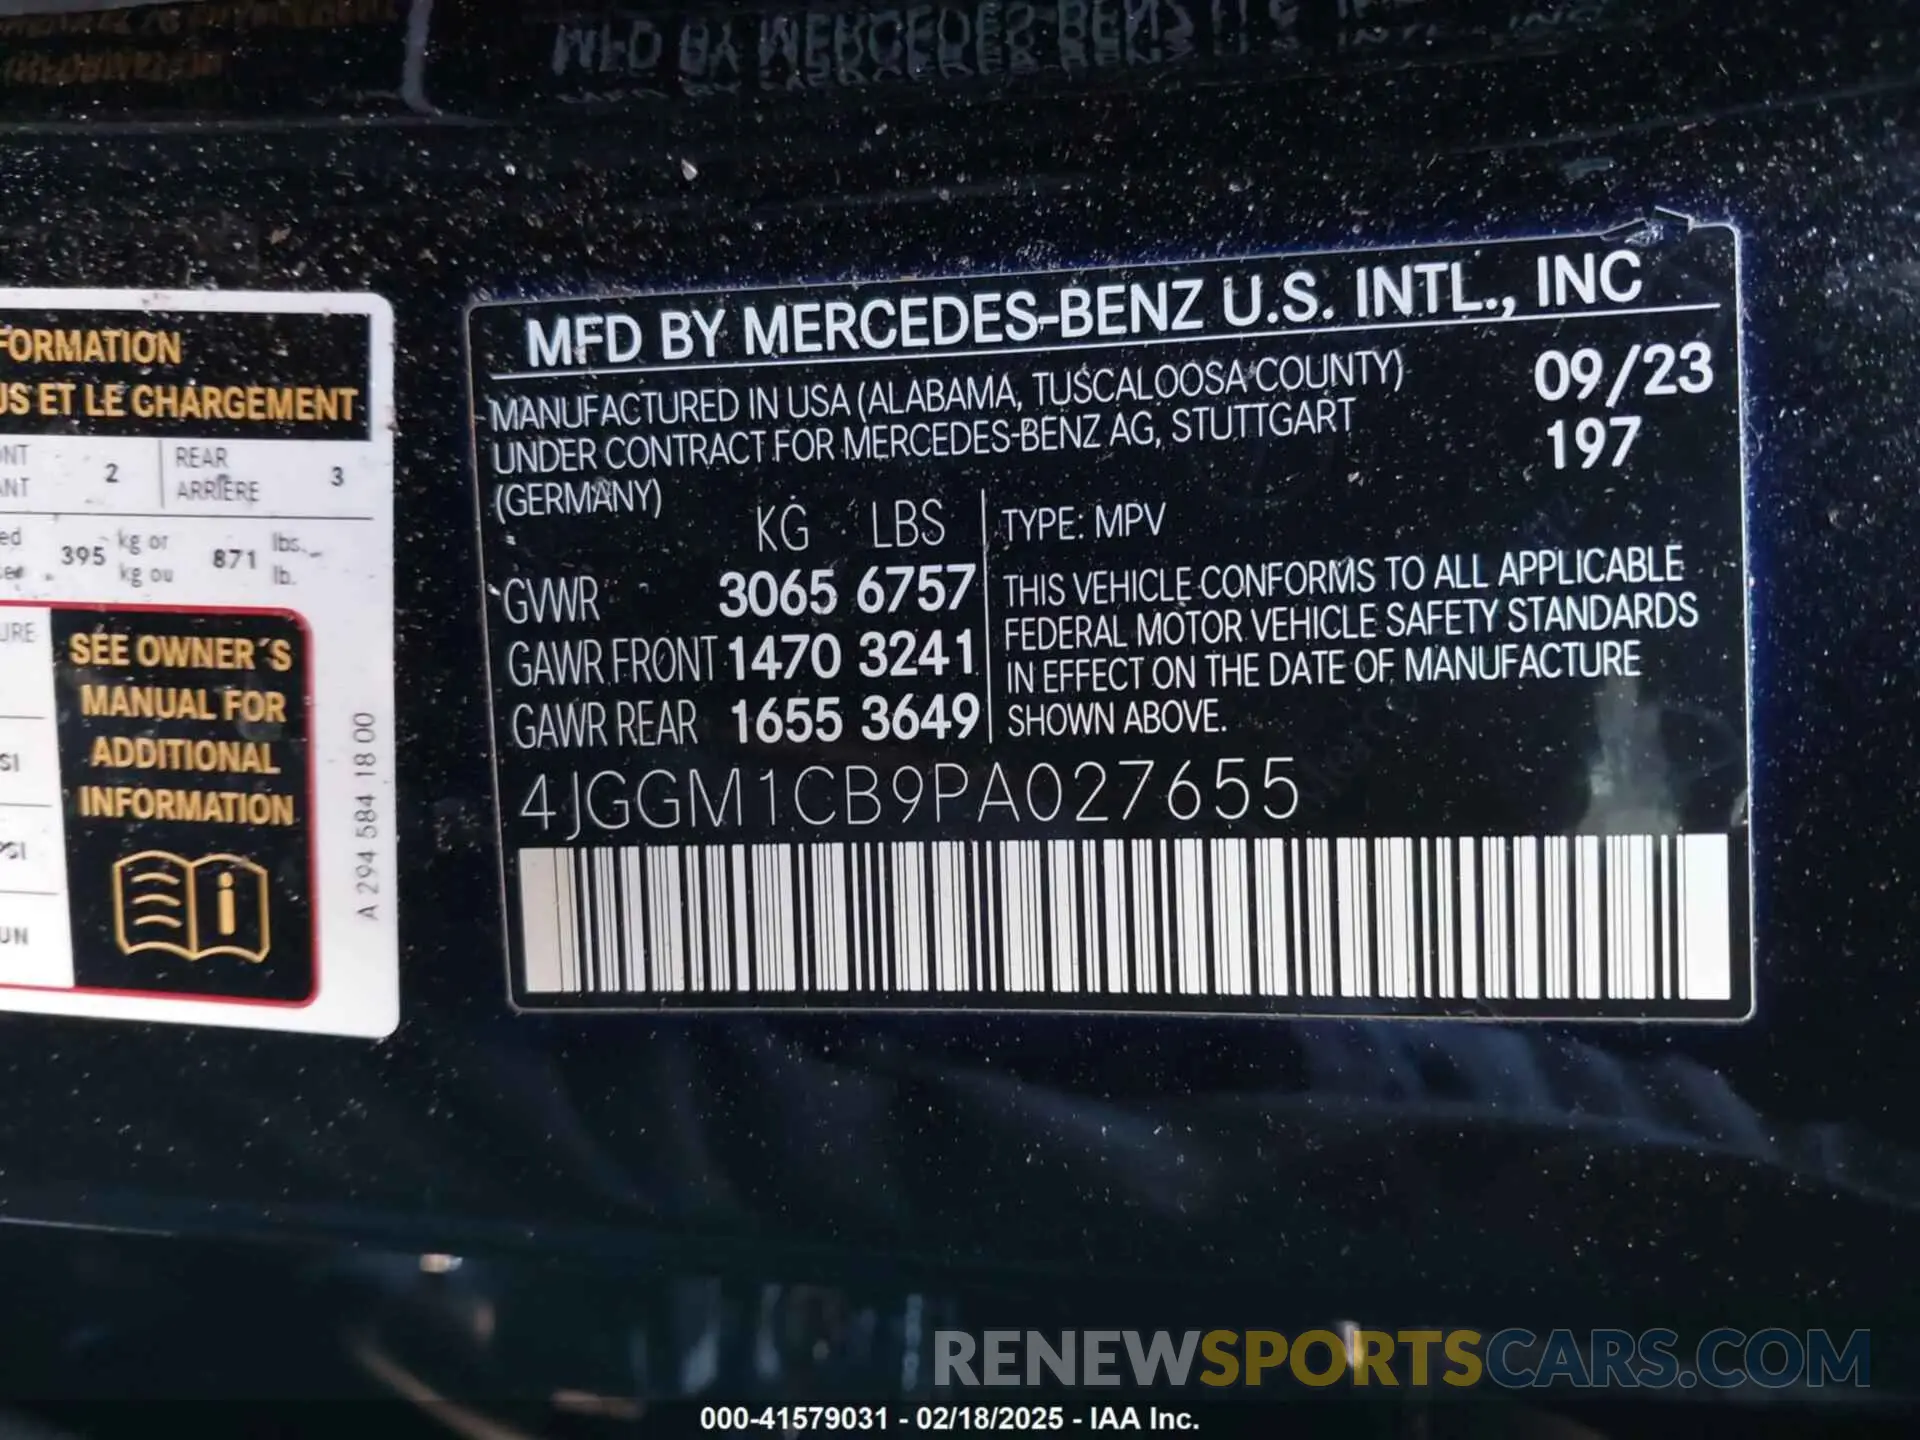 MFD BY MERCEDES-BENZ
FORMATION
US ET LE CHARGEMENT
2
REAR
ARRIÈRE
3
395 kg or
kg ou
871 lbs.
lb.
SEE OWNER´S
MANUAL FOR
ADDITIONAL
INFORMATION
i
A 294 584 18 00
MFD BY MERCEDES-BENZ U.S. INTL., INC
MANUFACTURED IN USA (ALABAMA, TUSCALOOSA COUNTY)
UNDER CONTRACT FOR MERCEDES-BENZ AG, STUTTGART
(GERMANY)
09/23
197
KG LBS
GVWR 3065 6757
GAWR FRONT 1470 3241
GAWR REAR 1655 3649
TYPE: MPV
THIS VEHICLE CONFORMS TO ALL APPLICABLE
FEDERAL MOTOR VEHICLE SAFETY STANDARDS
IN EFFECT ON THE DATE OF MANUFACTURE
SHOWN ABOVE.
4JGGM1CB9PA027655
RENEWSPORTSCARS.COM
000-41579031 - 02/18/2025 - IAA Inc.